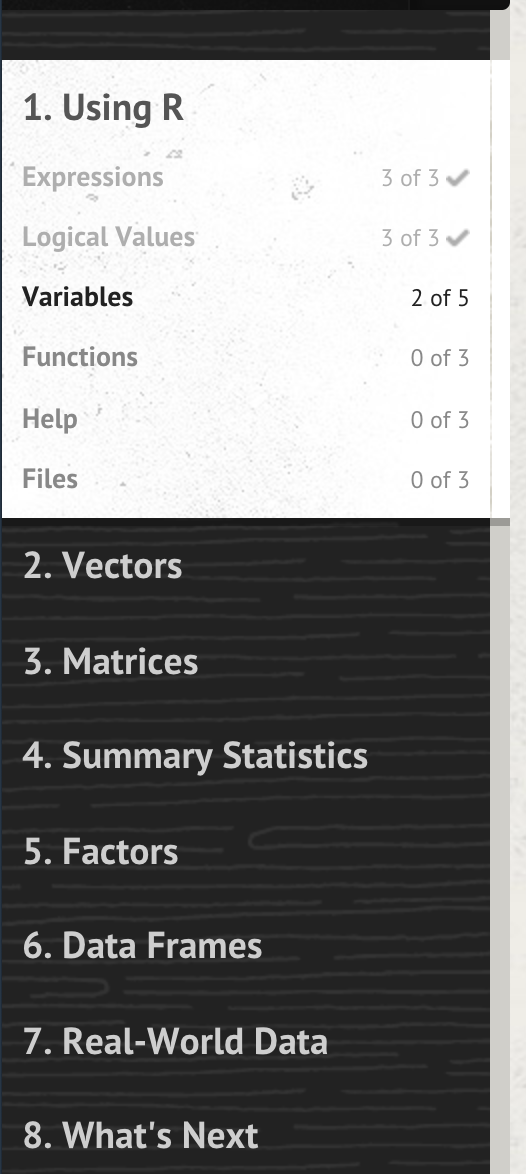 1. Using R
Expressions 3 of 3
Logical Values 3 of 3
Variables 2 of 5
Functions 0 of 3
Help 0 of 3
Files 0 of 3
2. Vectors
3. Matrices
4. Summary Statistics
5. Factors
6. Data Frames
7. Real-World Data
8. What's Next